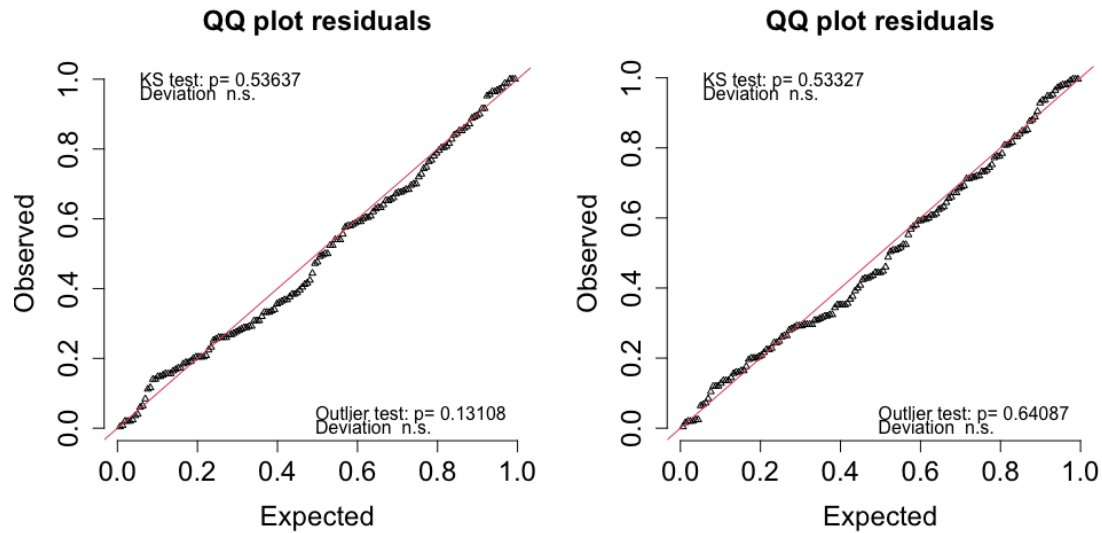 QQ plot residuals
KS test: p= 0.53637
Deviation n.s.
Outlier test: p= 0.13108
Deviation n.s.
Observed
0.0 0.2 0.4 0.6 0.8 1.0
0.0 0.2 0.4 0.6 0.8 1.0
Expected
QQ plot residuals
KS test: p= 0.53327
Deviation n.s.
Outlier test: p= 0.64087
Deviation n.s.
Observed
0.0 0.2 0.4 0.6 0.8 1.0
0.0 0.2 0.4 0.6 0.8 1.0
Expected